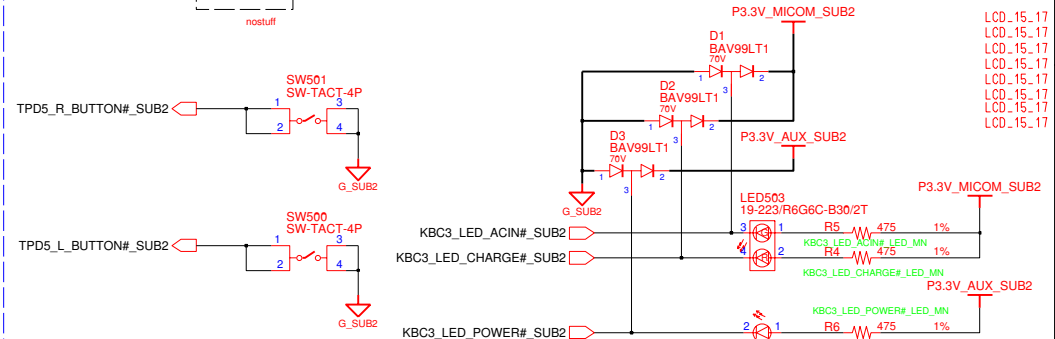 nostuff
P3.3V_MICOM_SUB2
LCD_15_17
LCD_15_17
LCD_15_17
LCD_15_17
LCD_15_17
LCD_15_17
LCD_15_17
LCD_15_17
D1
BAV99LT1
70V
1
2
3
SW501
SW-TACT-4P
TPD5_R_BUTTON#_SUB2
1
3
2
4
G_SUB2
D2
BAV99LT1
70V
1
2
3
D3
BAV99LT1
70V
1
2
3
P3.3V_AUX_SUB2
G_SUB2
LED503
19-223/R6G6C-B30/2T
P3.3V_MICOM_SUB2
SW500
SW-TACT-4P
TPD5_L_BUTTON#_SUB2
1
3
2
4
G_SUB2
KBC3_LED_ACIN#_SUB2
3
1
R5
475
1%
KBC3_LED_ACIN#_LED_MN
KBC3_LED_CHARGE#_SUB2
4
2
R4
475
1%
KBC3_LED_CHARGE#_LED_MN
P3.3V_AUX_SUB2
KBC3_LED_POWER#_LED_MN
KBC3_LED_POWER#_SUB2
2
1
R6
475
1%